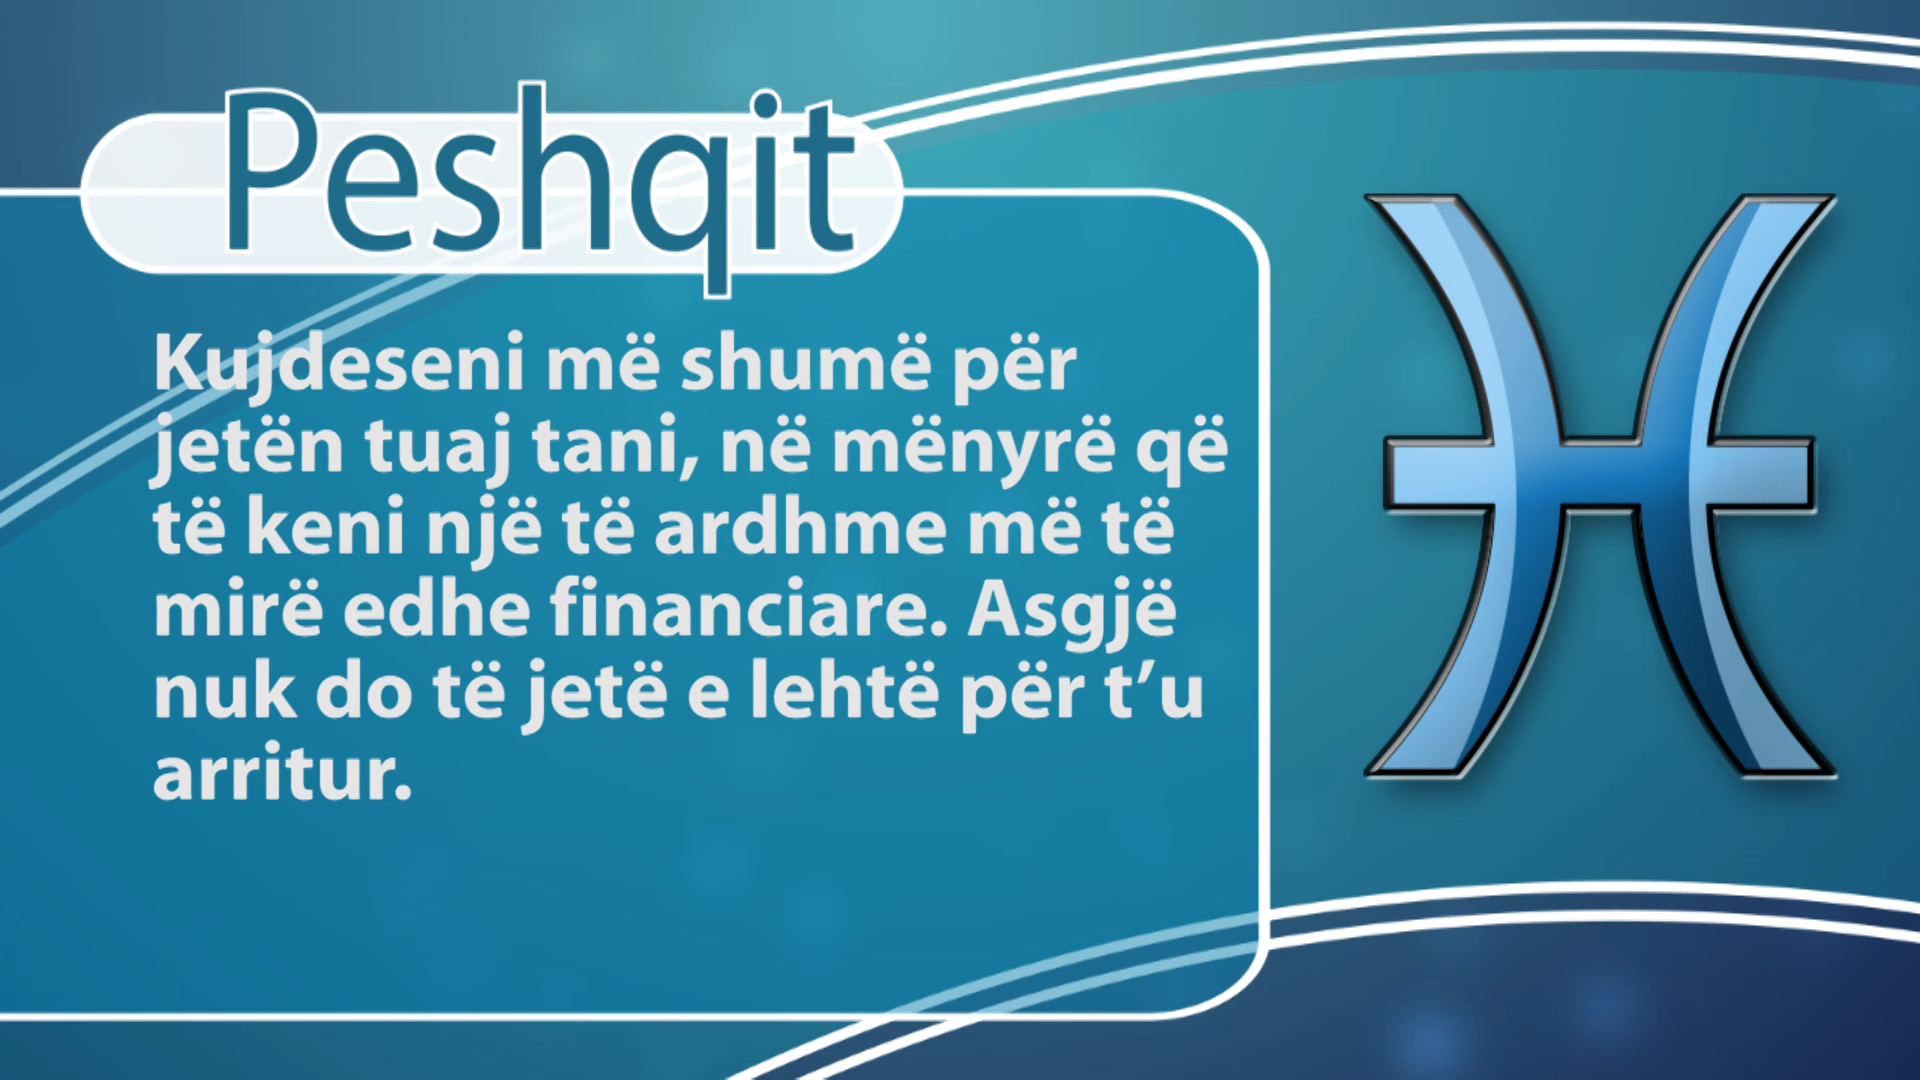 Peshqit
Kujdeseni më shumë për
jetën tuaj tani, në mënyrë që
të keni një të ardhme më të
mirë edhe financiare. Asgjë
nuk do të jetë e lehtë për t’u
arritur.